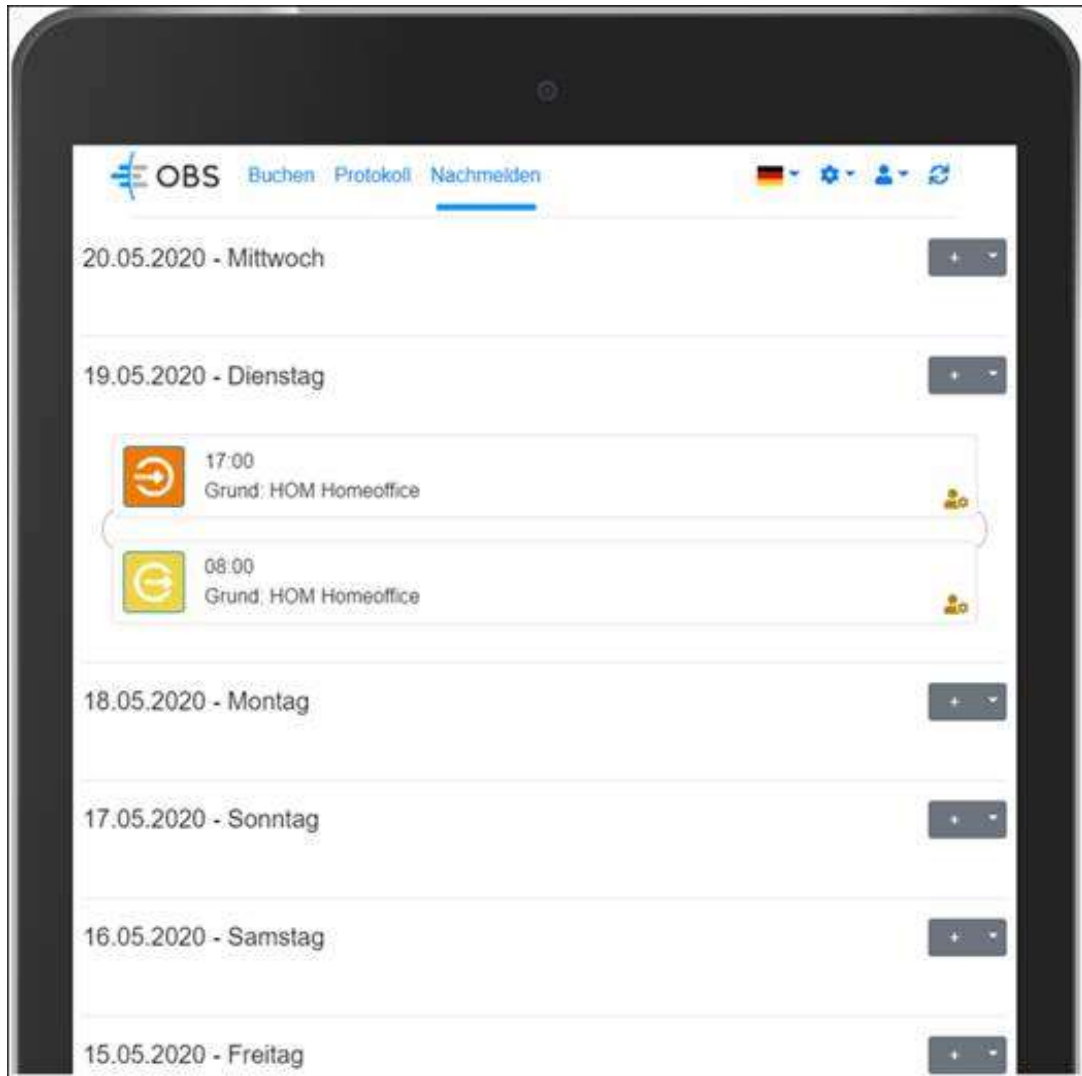 OBS Buchen Protokoll Nachmelden
20.05.2020 - Mittwoch
+
19.05.2020 - Dienstag
+
17:00
Grund: HOM Homeoffice
08:00
Grund: HOM Homeoffice
18.05.2020 - Montag
+
17.05.2020 - Sonntag
+
16.05.2020 - Samstag
+
15.05.2020 - Freitag
+